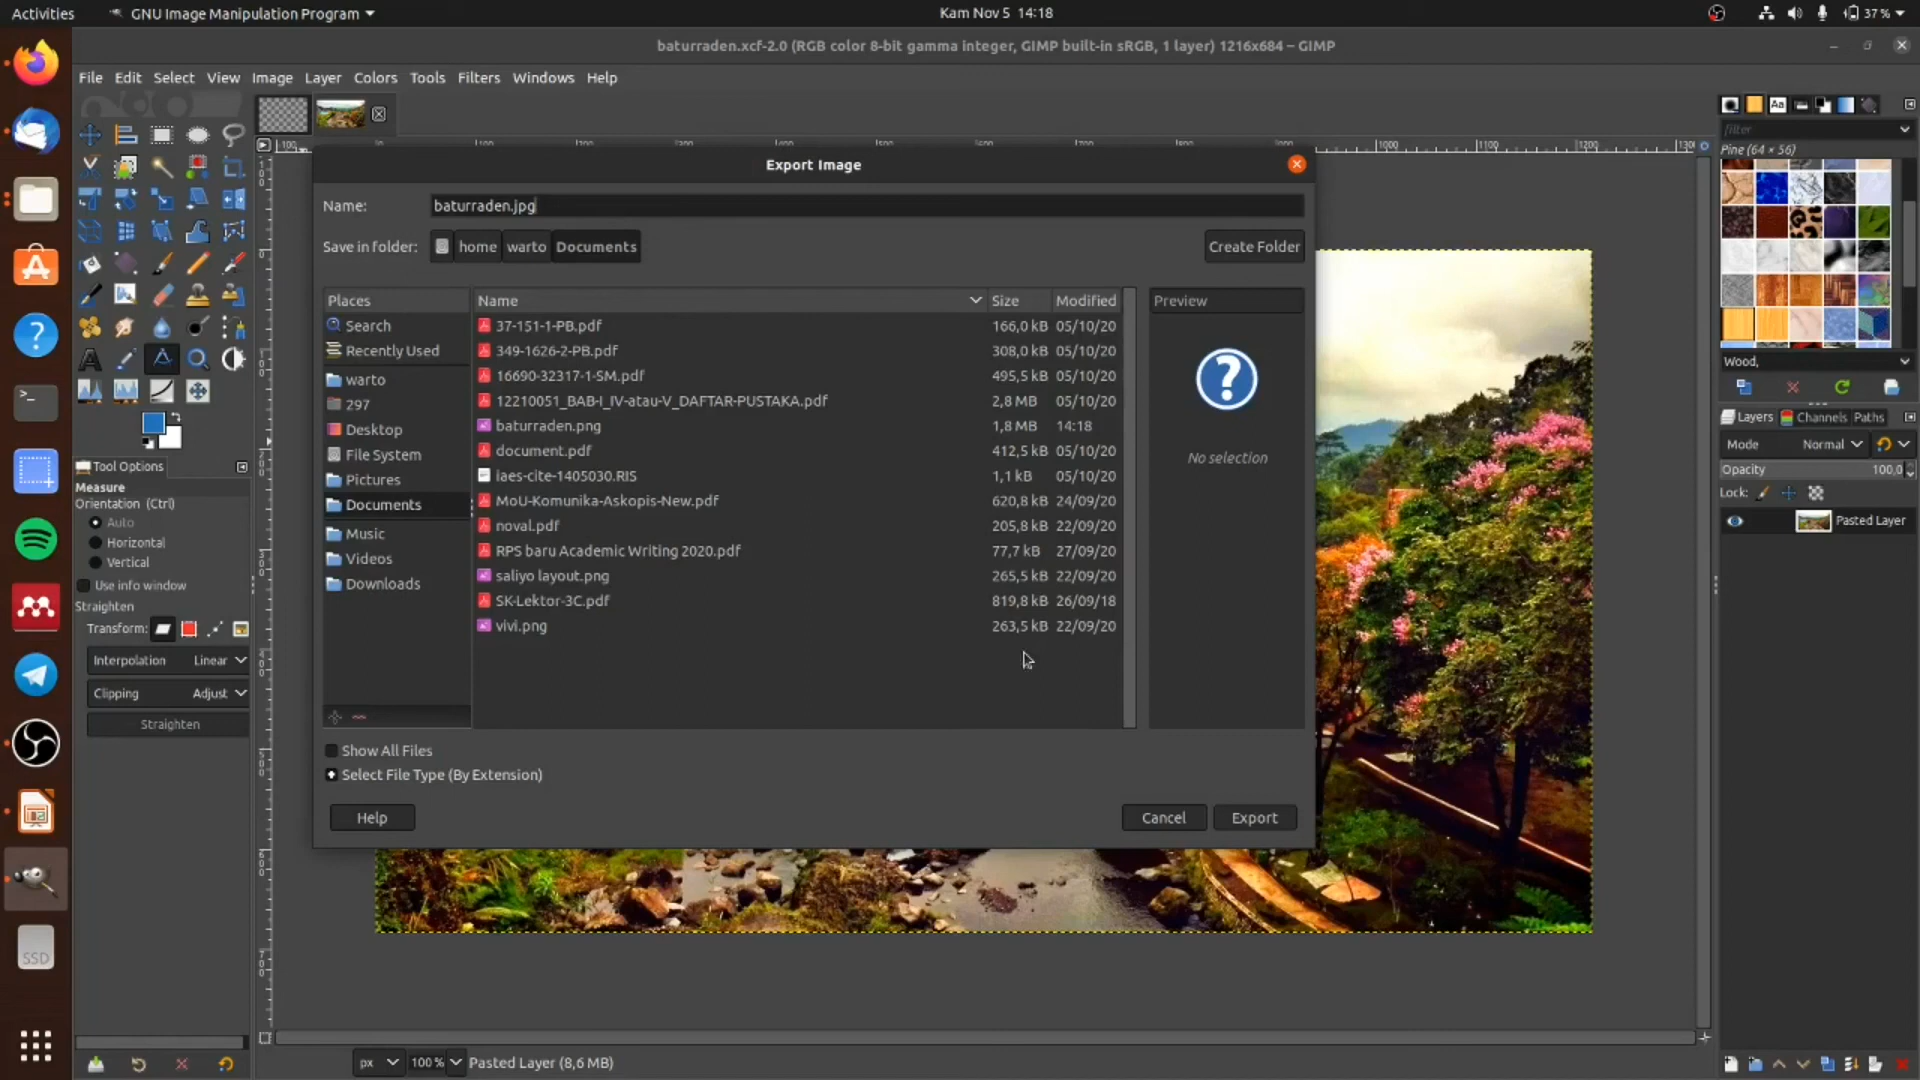 Activities
GNU Image Manipulation Program
Kam Nov 5 14:18
37 %
baturraden.xcf-2.0 (RGB color 8-bit gamma integer, GIMP built-in sRGB, 1 layer) 1216x684 – GIMP
File Edit Select View Image Layer Colors Tools Filters Windows Help
Export Image
Name: baturraden.jpg
Save in folder: home warto Documents
Create Folder
Places
Search
Recently Used
warto
297
Desktop
File System
Pictures
Documents
Music
Videos
Downloads
Name Size Modified
37-151-1-PB.pdf 166,0 kB 05/10/20
349-1626-2-PB.pdf 308,0 kB 05/10/20
16690-32317-1-SM.pdf 495,5 kB 05/10/20
12210051_BAB-I_IV-atau-V_DAFTAR-PUSTAKA.pdf 2,8 MB 05/10/20
baturraden.png 1,8 MB 14:18
document.pdf 412,5 kB 05/10/20
iaes-cite-1405030.RIS 1,1 kB 05/10/20
MoU-Komunika-Askopis-New.pdf 620,8 kB 24/09/20
noval.pdf 205,8 kB 22/09/20
RPS baru Academic Writing 2020.pdf 77,7 kB 27/09/20
saliyo layout.png 265,5 kB 22/09/20
SK-Lektor-3C.pdf 819,8 kB 26/09/18
vivi.png 263,5 kB 22/09/20
Preview
No selection
Show All Files
Select File Type (By Extension)
Help
Cancel
Export
Tool Options
Measure
Orientation (Ctrl)
Auto
Horizontal
Vertical
Use info window
Straighten
Transform:
Interpolation Linear
Clipping Adjust
Straighten
SSD
filter
Pine (64 × 56)
Wood,
Layers Channels Paths
Mode Normal
Opacity 100,0
Lock:
Pasted Layer
px 100 % Pasted Layer (8,6 MB)